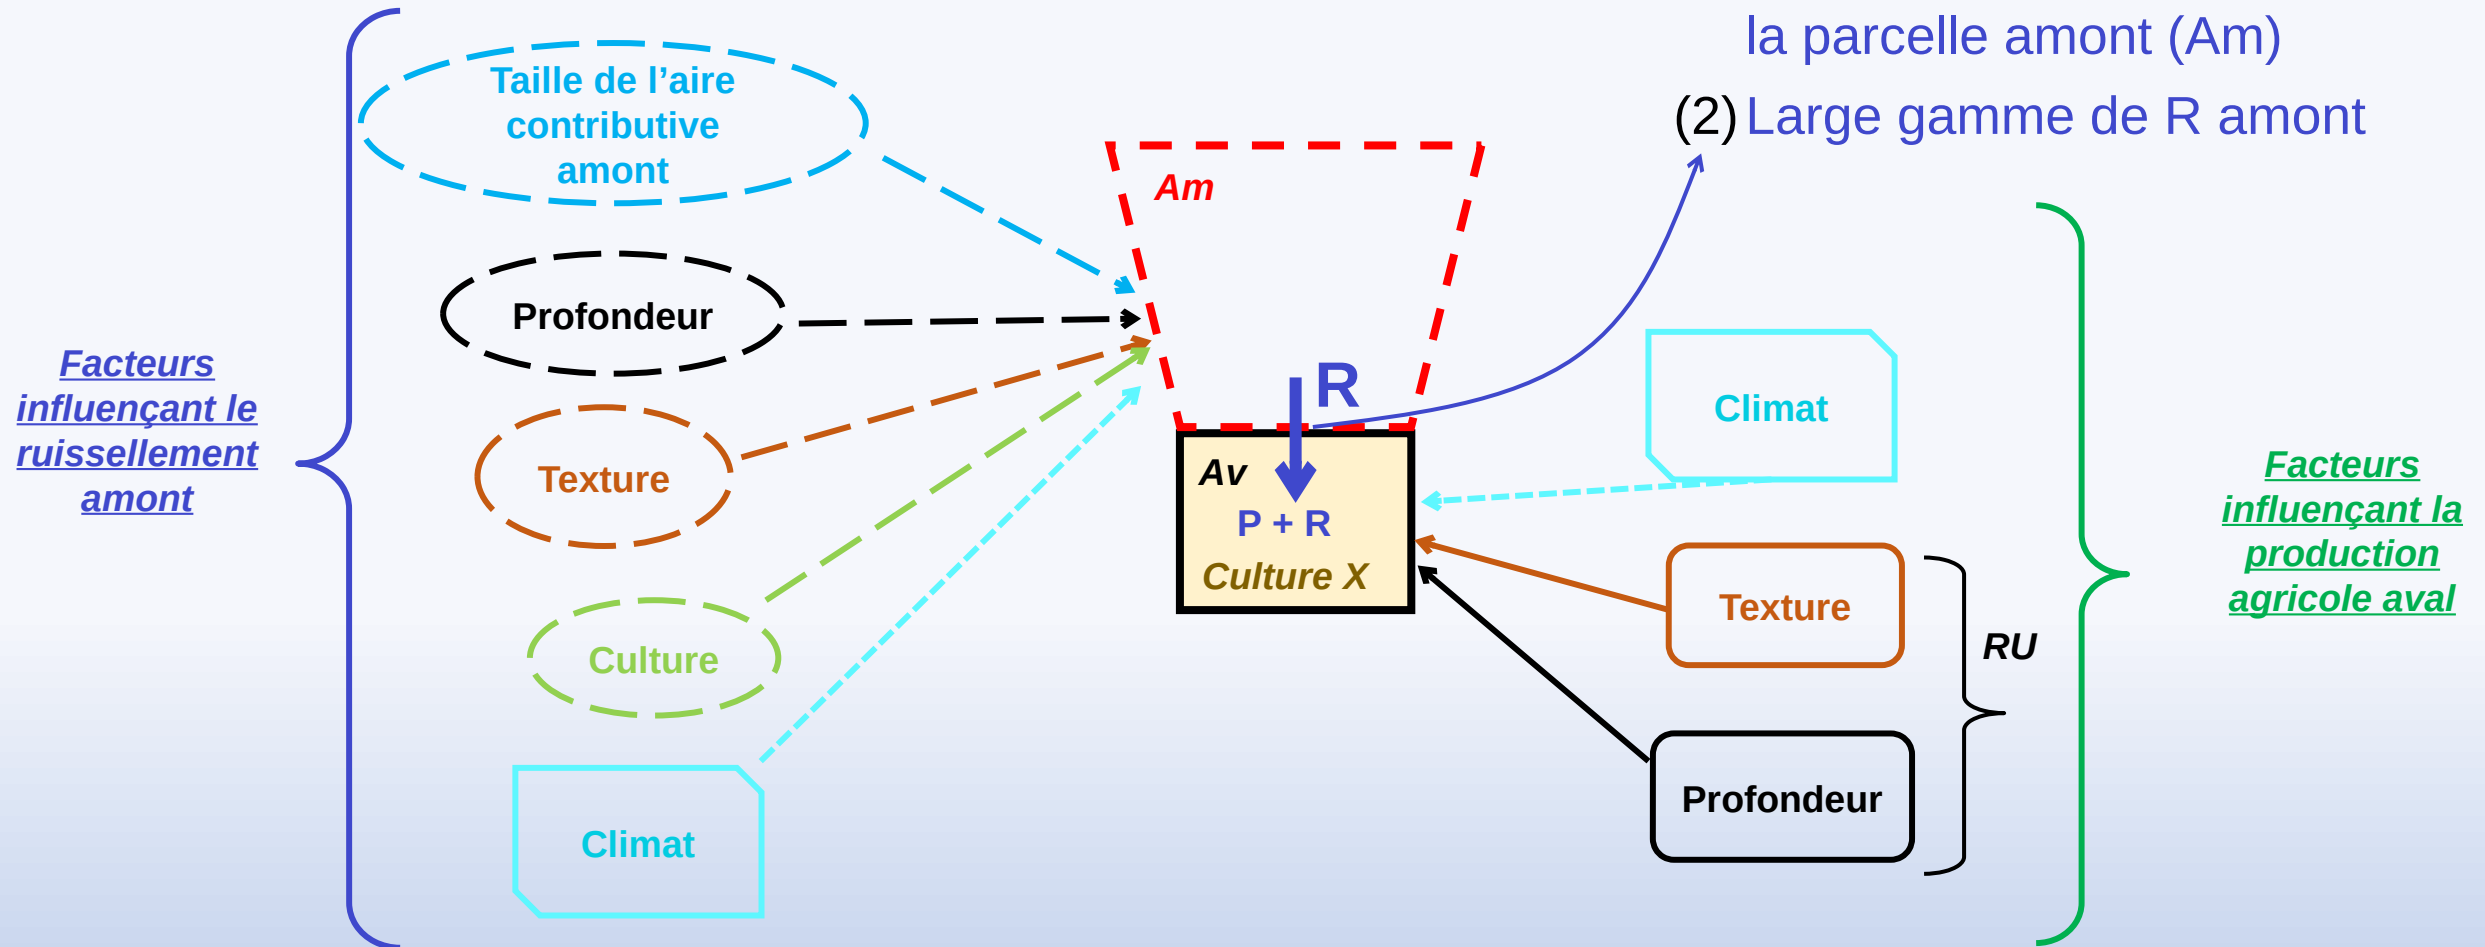 la parcelle amont (Am)
(2) Large gamme de R amont
Taille de l’aire
contributive
amont
Profondeur
Texture
Culture
Climat
Facteurs
influençant le
ruissellement
amont
Am
R
Av
P + R
Culture X
Climat
Texture
Profondeur
RU
Facteurs
influençant la
production
agricole aval